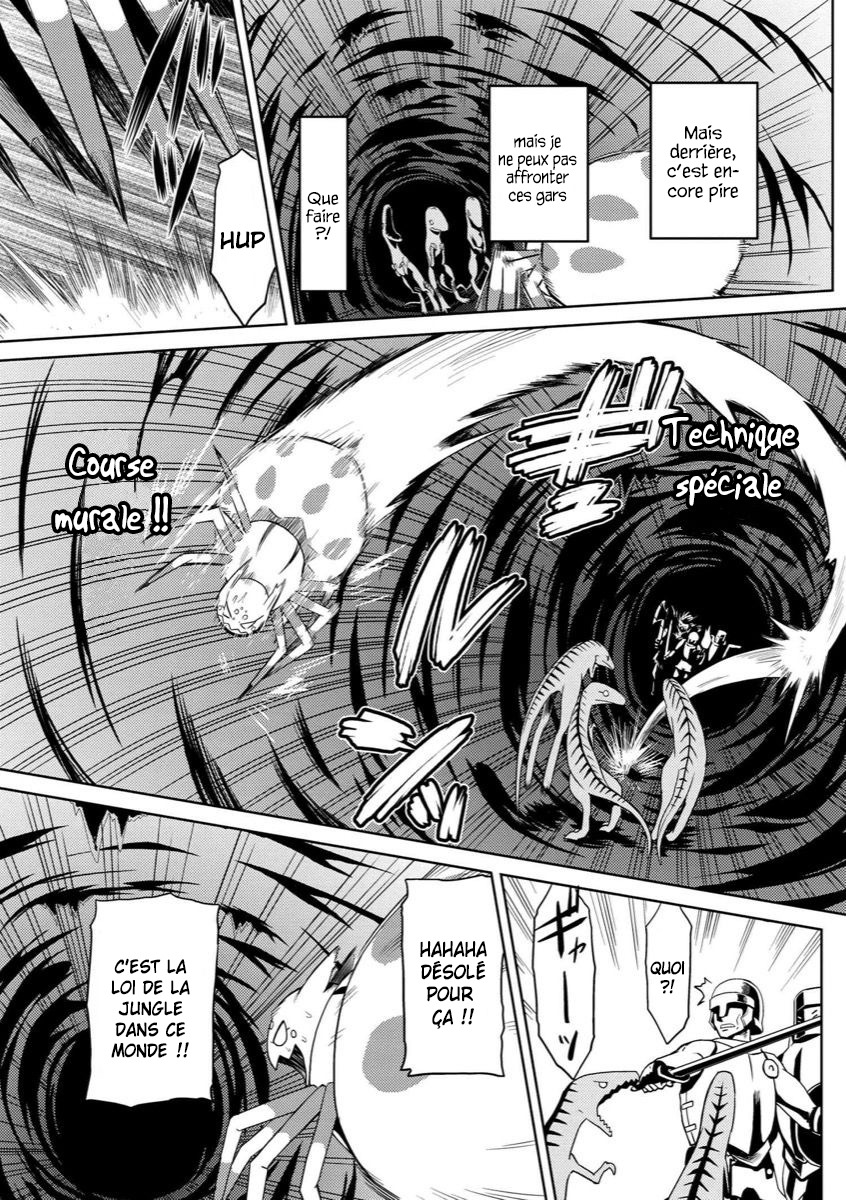 Mais
derrière,
c'est en-
core pire
mais je
ne peux pas
affronter
ces gars
Que
faire
?!
HUP
Technique
spéciale
Course
murale !!
QUOI
?!
ギャーッ
HAHAHA
DÉSOLÉ
POUR
ÇA !!
C'EST LA
LOI DE LA
JUNGLE
DANS CE
MONDE !!